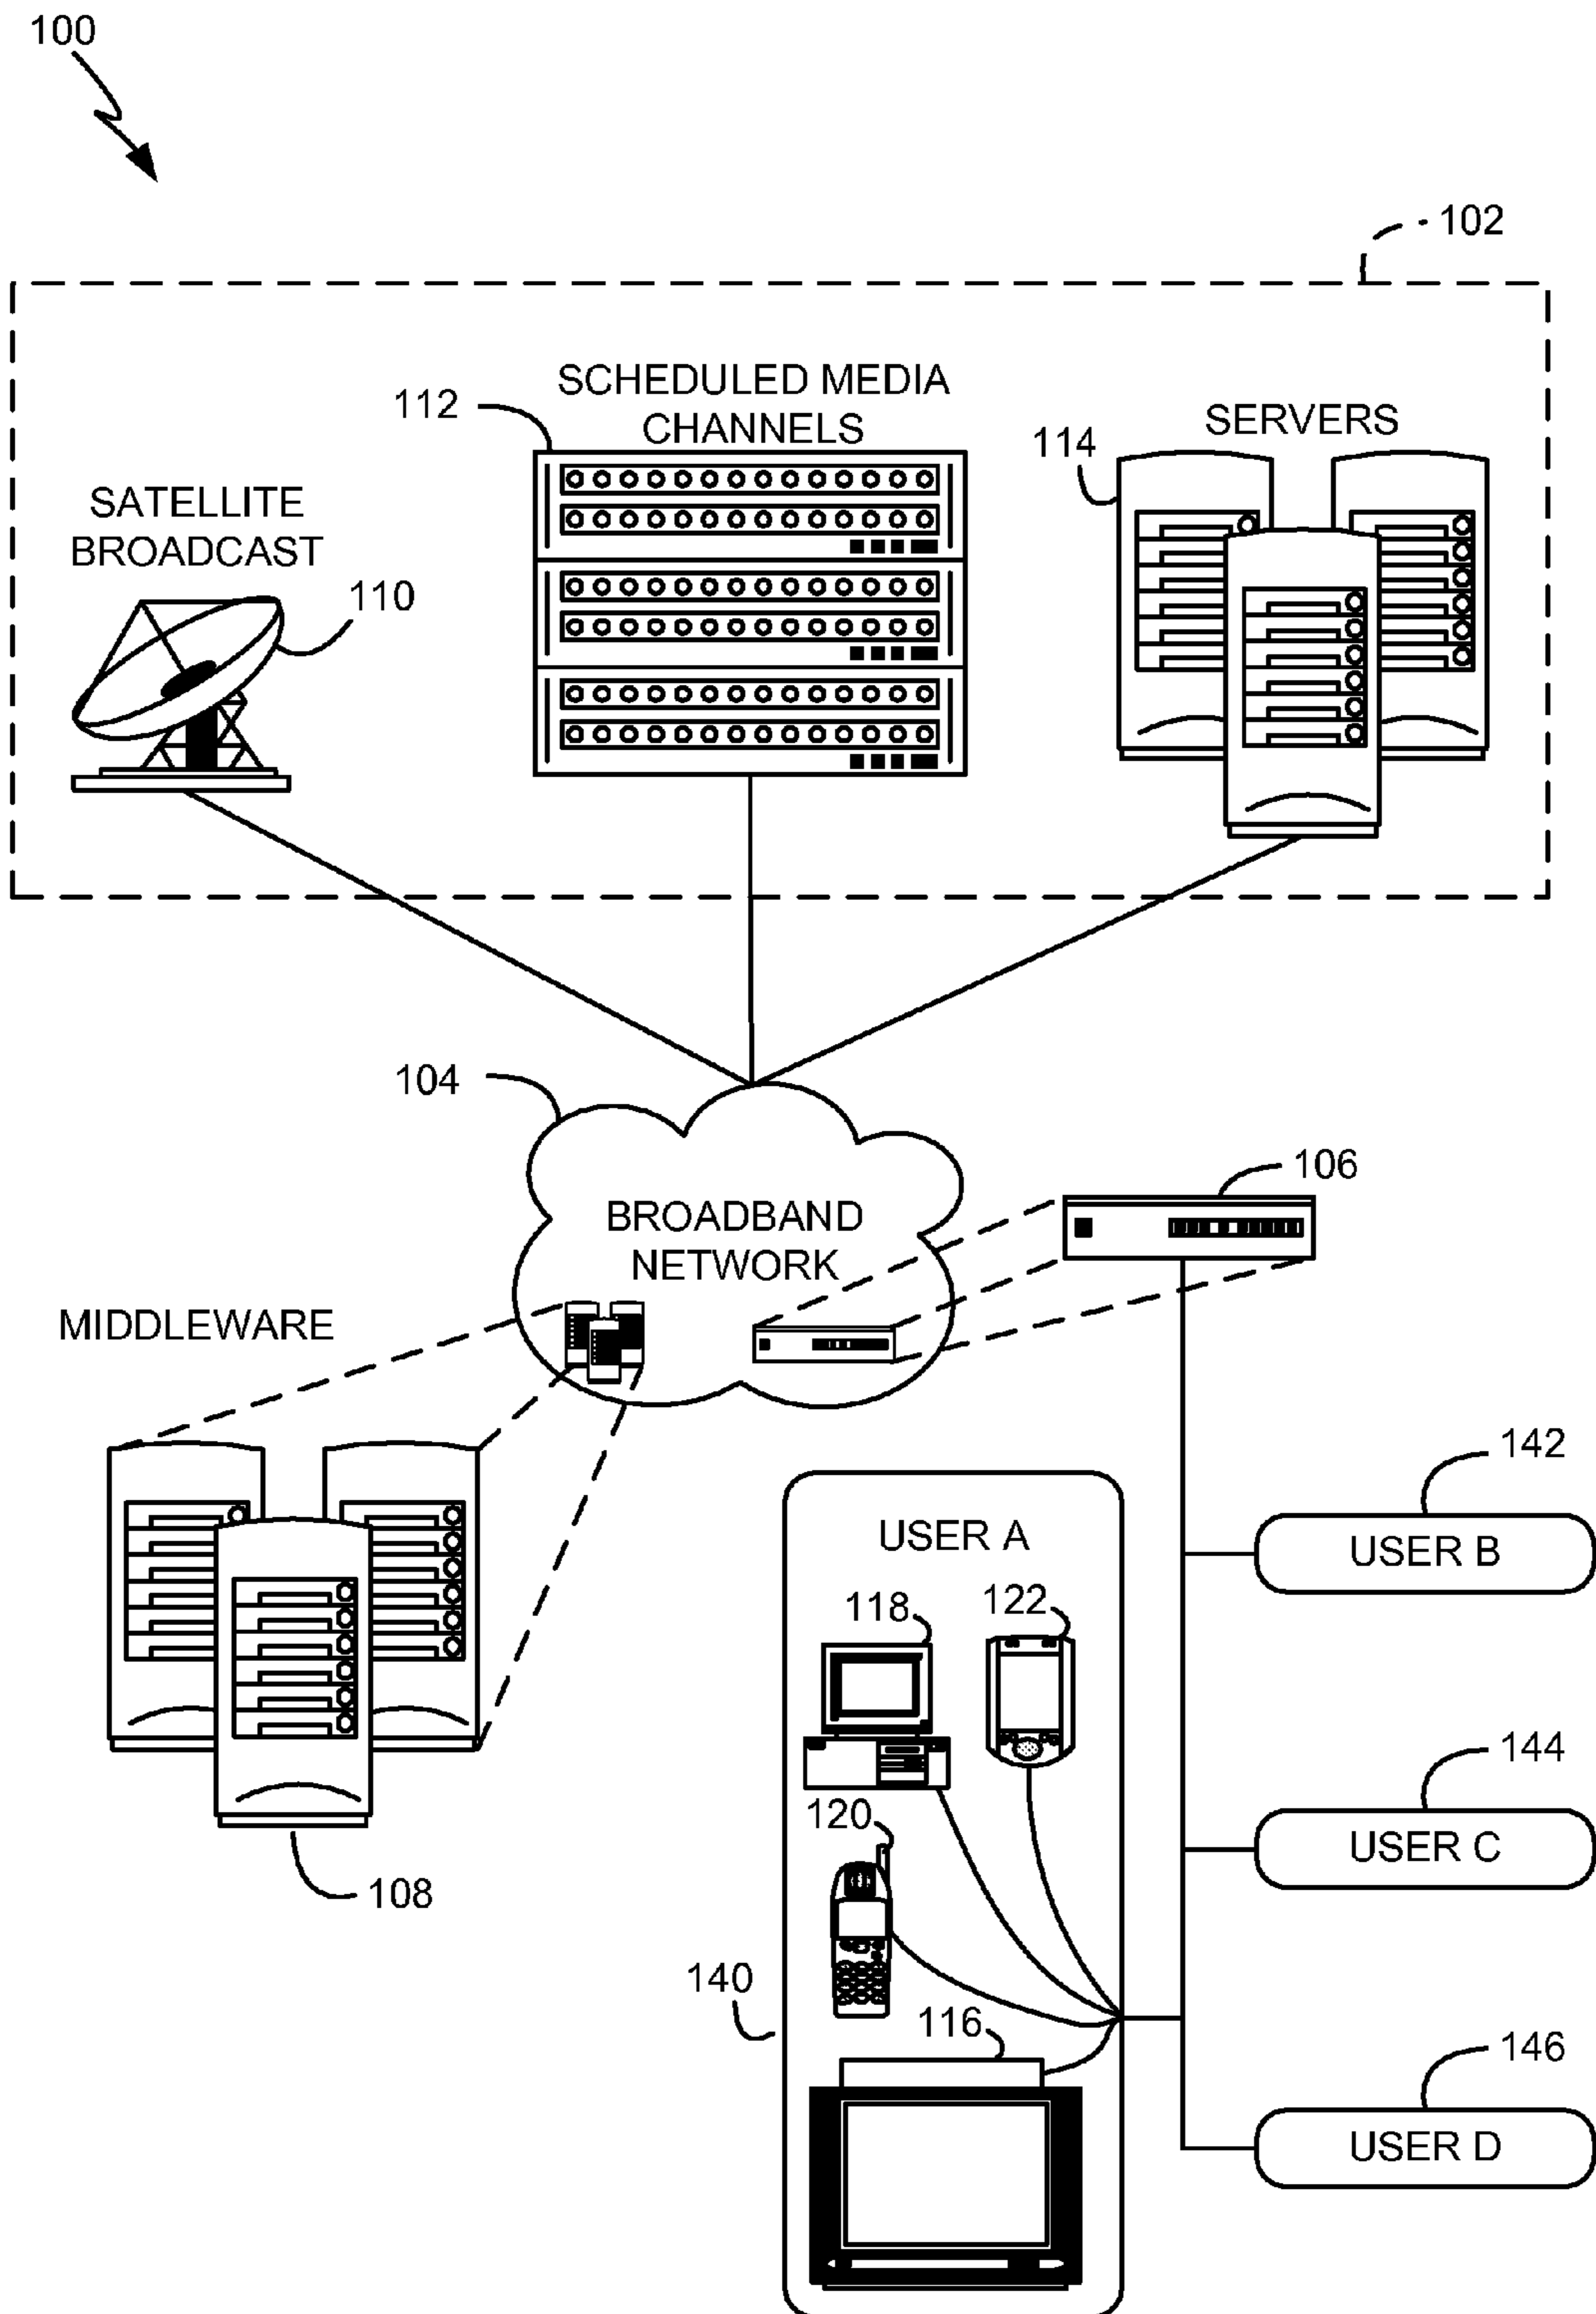 100
102
SCHEDULED MEDIA
CHANNELS
112
SERVERS
114
SATELLITE
BROADCAST
110
104
106
BROADBAND
NETWORK
MIDDLEWARE
142
USER A
USER B
118
122
144
120
USER C
108
140
116
146
USER D